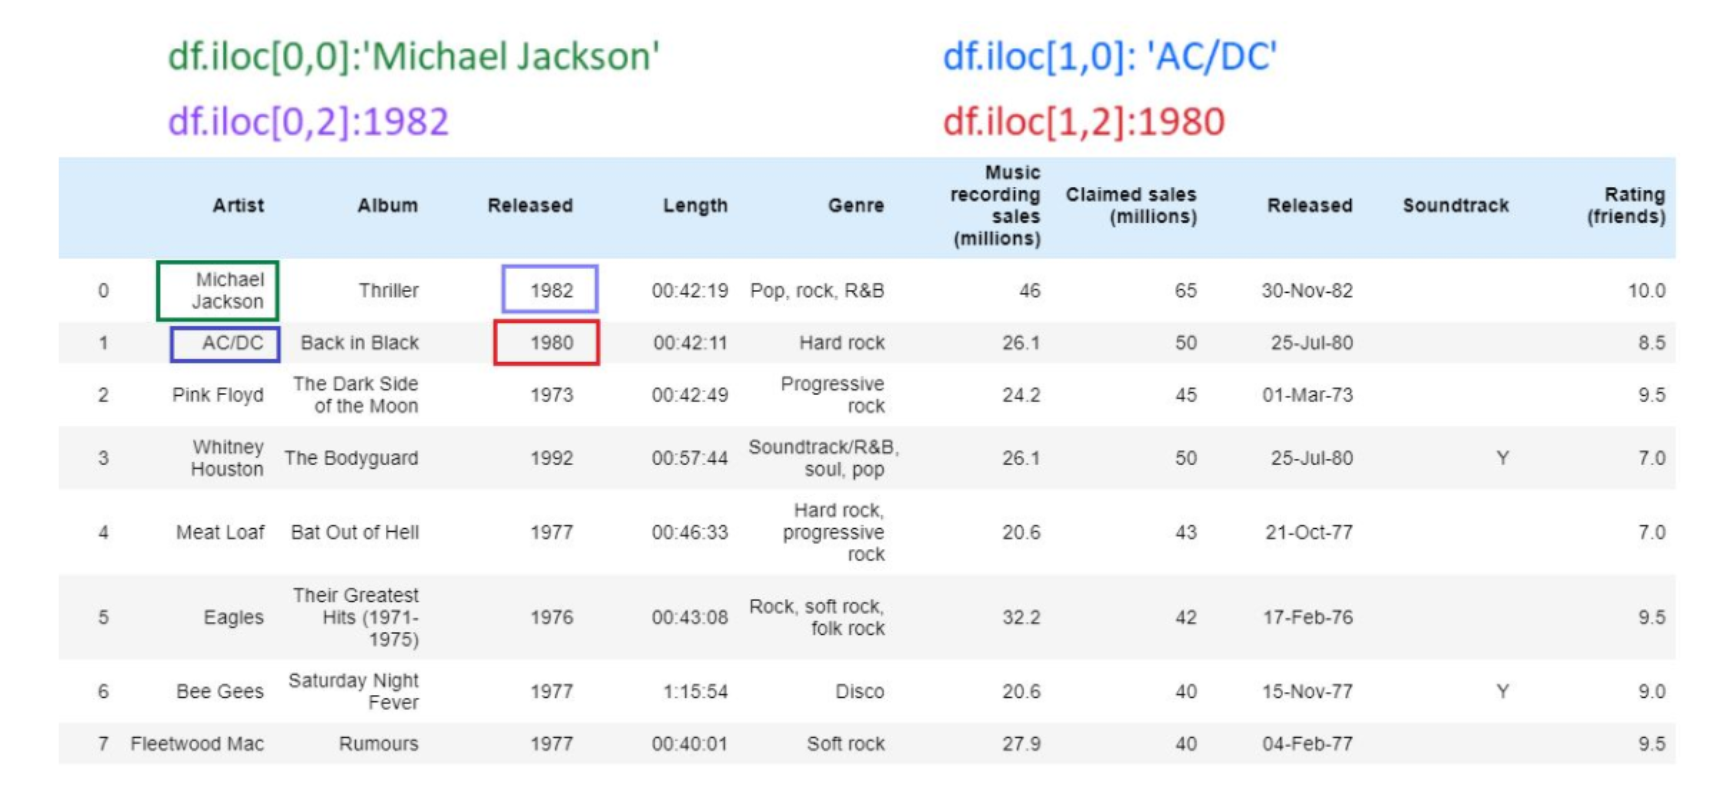 df.iloc[0,0]:'Michael Jackson' df.iloc[1,0]: 'AC/DC'
df.iloc[0,2]:1982 df.iloc[1,2]:1980
Artist Album Released Length Genre Music recording sales (millions) Claimed sales (millions) Released Soundtrack Rating (friends)
0 Michael Jackson Thriller 1982 00:42:19 Pop, rock, R&B 46 65 30-Nov-82 10.0
1 AC/DC Back in Black 1980 00:42:11 Hard rock 26.1 50 25-Jul-80 8.5
2 Pink Floyd The Dark Side of the Moon 1973 00:42:49 Progressive rock 24.2 45 01-Mar-73 9.5
3 Whitney Houston The Bodyguard 1992 00:57:44 Soundtrack/R&B, soul, pop 26.1 50 25-Jul-80 Y 7.0
4 Meat Loaf Bat Out of Hell 1977 00:46:33 Hard rock, progressive rock 20.6 43 21-Oct-77 7.0
5 Eagles Their Greatest Hits (1971-1975) 1976 00:43:08 Rock, soft rock, folk rock 32.2 42 17-Feb-76 9.5
6 Bee Gees Saturday Night Fever 1977 1:15:54 Disco 20.6 40 15-Nov-77 Y 9.0
7 Fleetwood Mac Rumours 1977 00:40:01 Soft rock 27.9 40 04-Feb-77 9.5